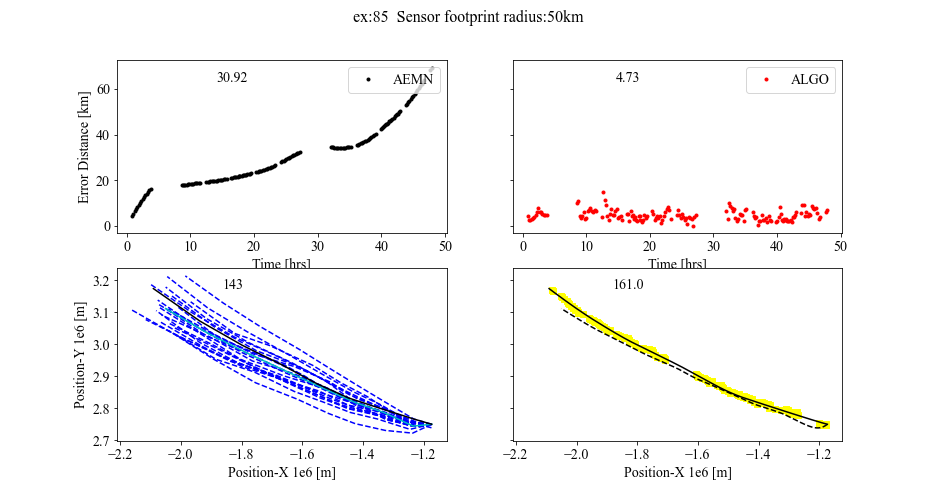 ex:85 Sensor footprint radius:50km
30.92
AEMN
4.73
ALGO
Error Distance [km]
60
40
20
0
0 10 20 30 40 50
0 10 20 30 40 50
Time [hrs]
Time [hrs]
143
161.0
Position-Y 1e6 [m]
3.2
3.1
3.0
2.9
2.8
2.7
−2.2 −2.0 −1.8 −1.6 −1.4 −1.2
−2.2 −2.0 −1.8 −1.6 −1.4 −1.2
Position-X 1e6 [m]
Position-X 1e6 [m]